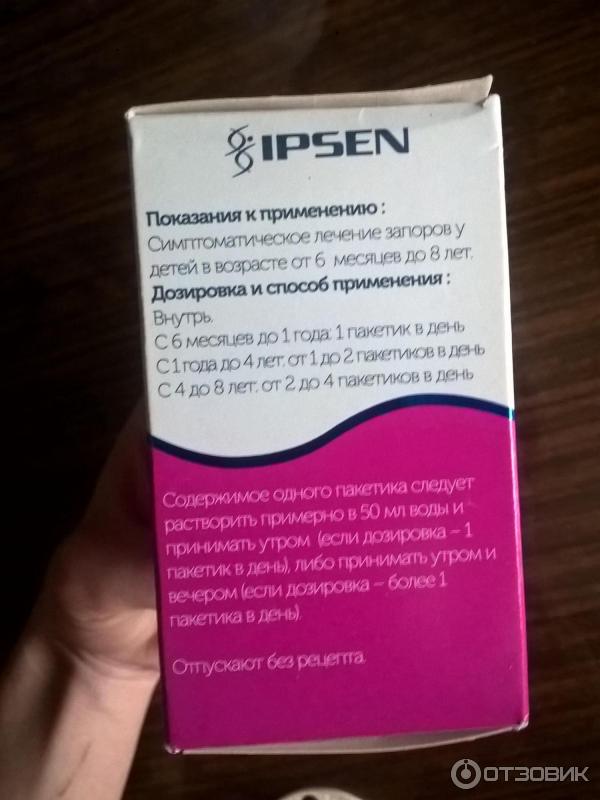 IPSEN
Показания к применению :
Симптоматическое лечение запоров у
детей в возрасте от 6 месяцев до 8 лет.
Дозировка и способ применения :
Внутрь.
С 6 месяцев до 1 года: 1 пакетик в день
С 1 года до 4 лет: от 1 до 2 пакетиков в день
С 4 до 8 лет: от 2 до 4 пакетиков в день
Содержимое одного пакетика следует
растворить примерно в 50 мл воды и
принимать утром (если дозировка – 1
пакетик в день), либо принимать утром и
вечером (если дозировка – более 1
пакетика в день).
Отпускают без рецепта.
ОТЗОВИК